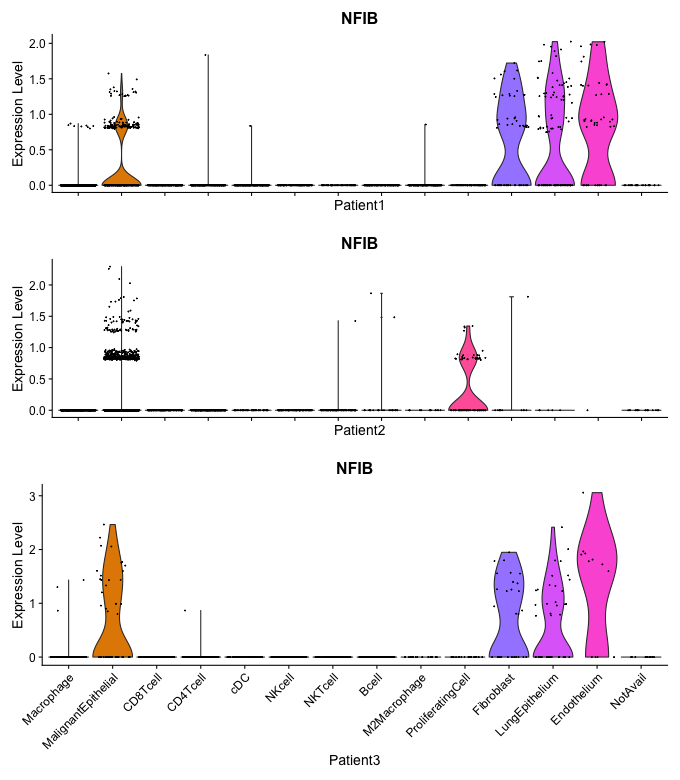 NFIB
Expression Level
2.0
1.5
1.0
0.5
0.0
Patient1
NFIB
Expression Level
2.0
1.5
1.0
0.5
0.0
Patient2
NFIB
Expression Level
3
2
1
0
Macrophage
MalignantEpithelial
CD8Tcell
CD4Tcell
cDC
NKcell
NKTcell
Bcell
M2Macrophage
ProliferatingCell
Fibroblast
LungEpithelium
Endothelium
NotAvail
Patient3